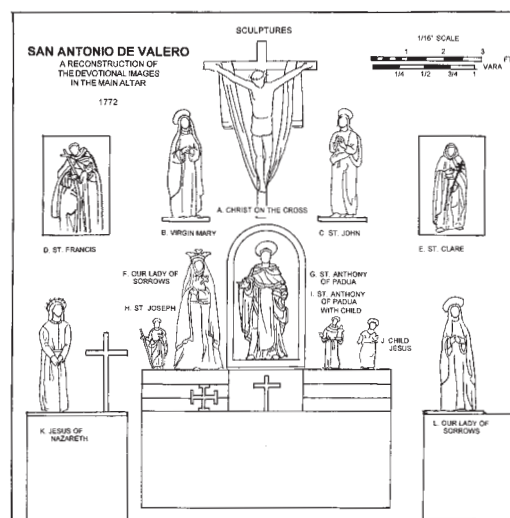 SCULPTURES
SAN ANTONIO DE VALERO
A RECONSTRUCTION OF
THE DEVOTIONAL IMAGES
IN THE MAIN ALTAR
1772
1/16" SCALE
1 2 3
FT
VARA
1/4 1/2 3/4 1
A. CHRIST ON THE CROSS
B. VIRGIN MARY
C. ST. JOHN
D. ST. FRANCIS
E. ST. CLARE
F. OUR LADY OF
SORROWS
G. ST. ANTHONY
OF PADUA
H. ST. JOSEPH
I. ST. ANTHONY
OF PADUA
WITH CHILD
J. CHILD
JESUS
K. JESUS OF
NAZARETH
L. OUR LADY OF
SORROWS